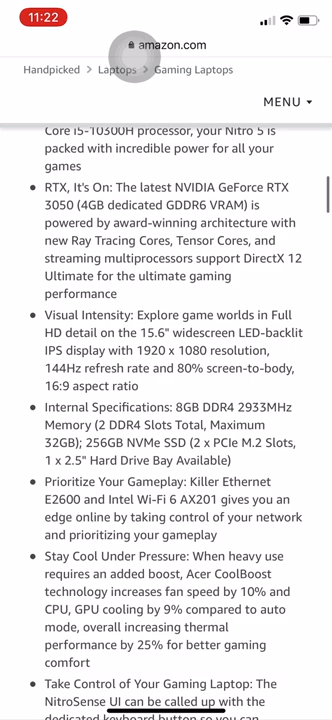 11:22
amazon.com
Handpicked > Laptops > Gaming Laptops
MENU
Core i5-10300H processor, your Nitro 5 is
packed with incredible power for all your
games
• RTX, It's On: The latest NVIDIA GeForce RTX
3050 (4GB dedicated GDDR6 VRAM) is
powered by award-winning architecture with
new Ray Tracing Cores, Tensor Cores, and
streaming multiprocessors support DirectX 12
Ultimate for the ultimate gaming
performance
• Visual Intensity: Explore game worlds in Full
HD detail on the 15.6" widescreen LED-backlit
IPS display with 1920 x 1080 resolution,
144Hz refresh rate and 80% screen-to-body,
16:9 aspect ratio
• Internal Specifications: 8GB DDR4 2933MHz
Memory (2 DDR4 Slots Total, Maximum
32GB); 256GB NVMe SSD (2 x PCIe M.2 Slots,
1 x 2.5" Hard Drive Bay Available)
• Prioritize Your Gameplay: Killer Ethernet
E2600 and Intel Wi-Fi 6 AX201 gives you an
edge online by taking control of your network
and prioritizing your gameplay
• Stay Cool Under Pressure: When heavy use
requires an added boost, Acer CoolBoost
technology increases fan speed by 10% and
CPU, GPU cooling by 9% compared to auto
mode, overall increasing thermal
performance by 25% for better gaming
comfort
• Take Control of Your Gaming Laptop: The
NitroSense UI can be called up with the
dedicated keyboard button so you can